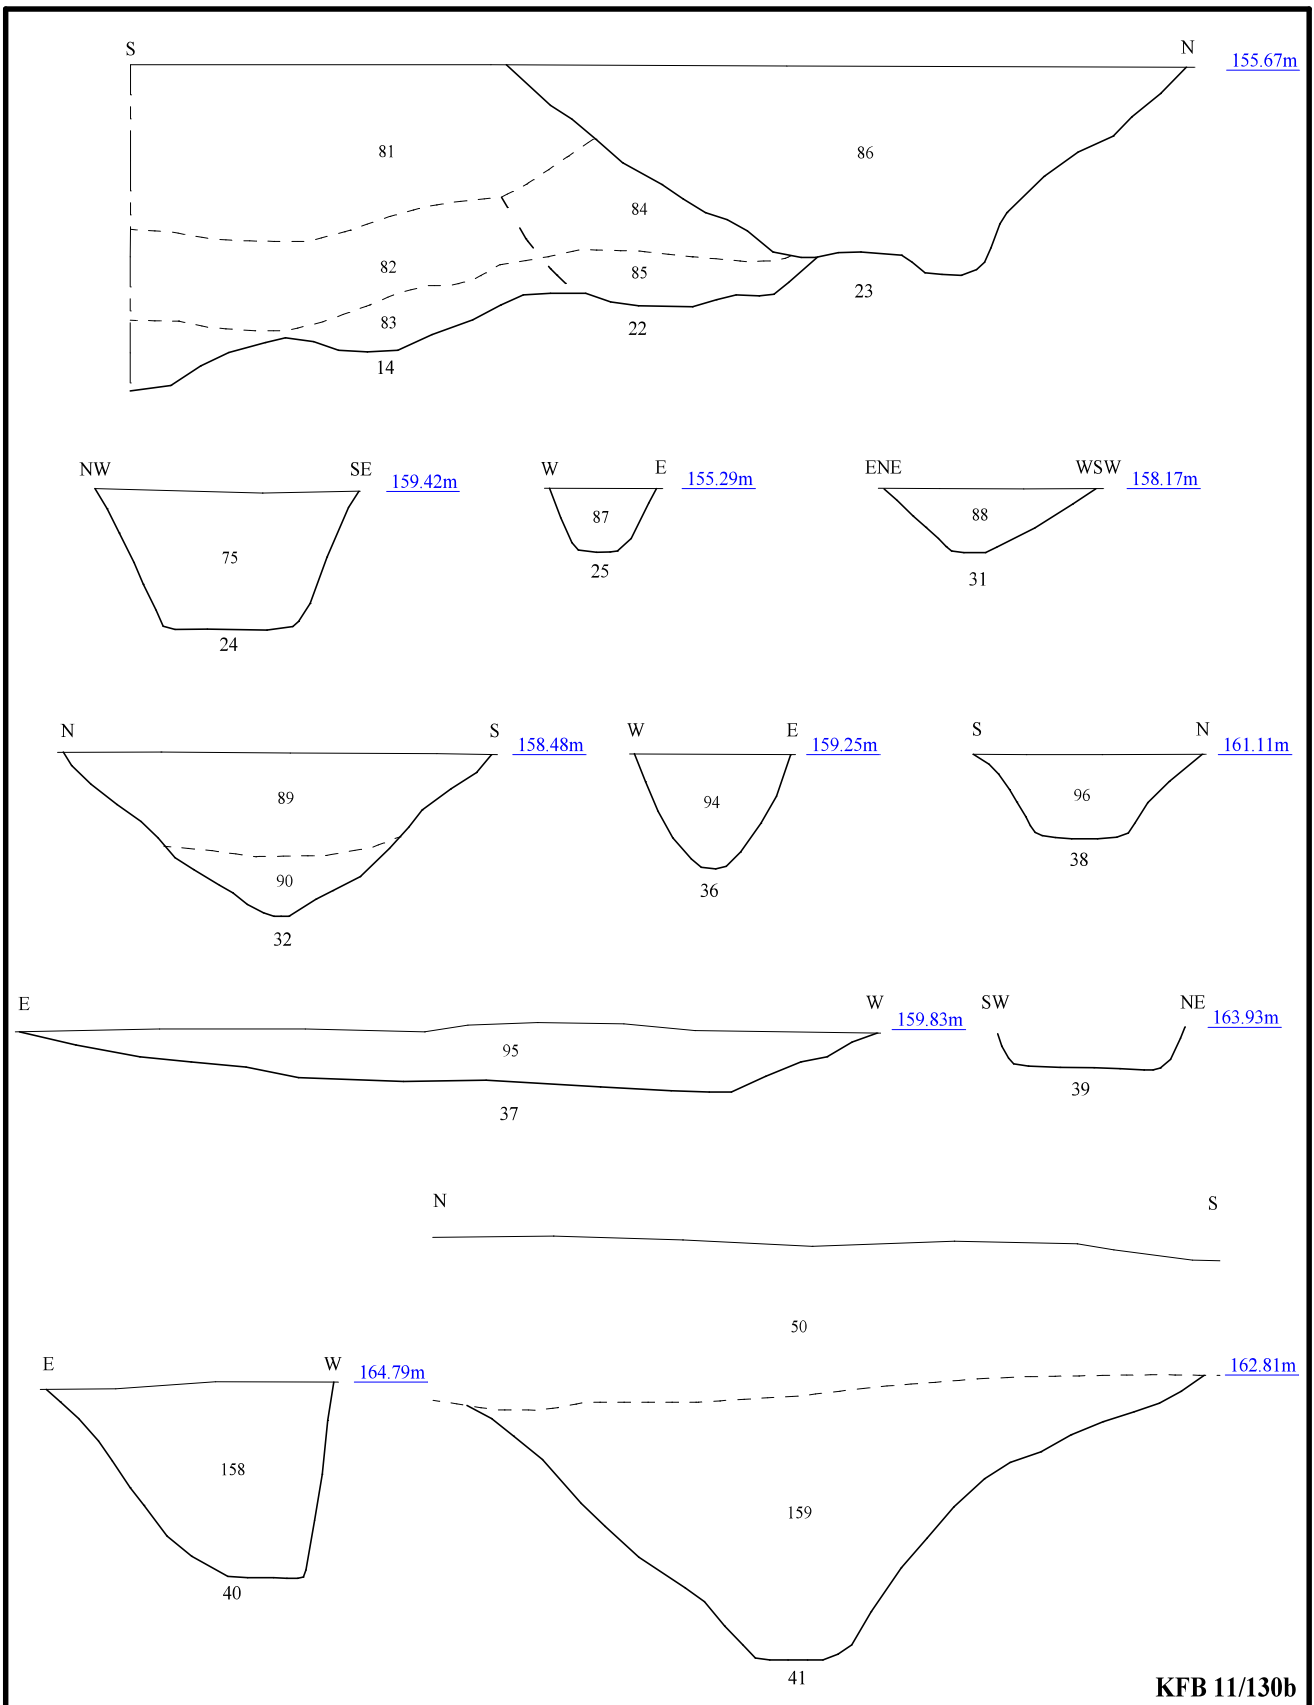 S N 155.67m
81 86
84
82 85
83 22 23
14
NW SE 159.42m W E 155.29m ENE WSW 158.17m
75 87 88
24 25 31
N S 158.48m W E 159.25m S N 161.11m
89 94 96
90 36 38
32
E W 159.83m SW NE 163.93m
95
37 39
N S
50
E W 164.79m 162.81m
158 159
40
41
KFB 11/130b